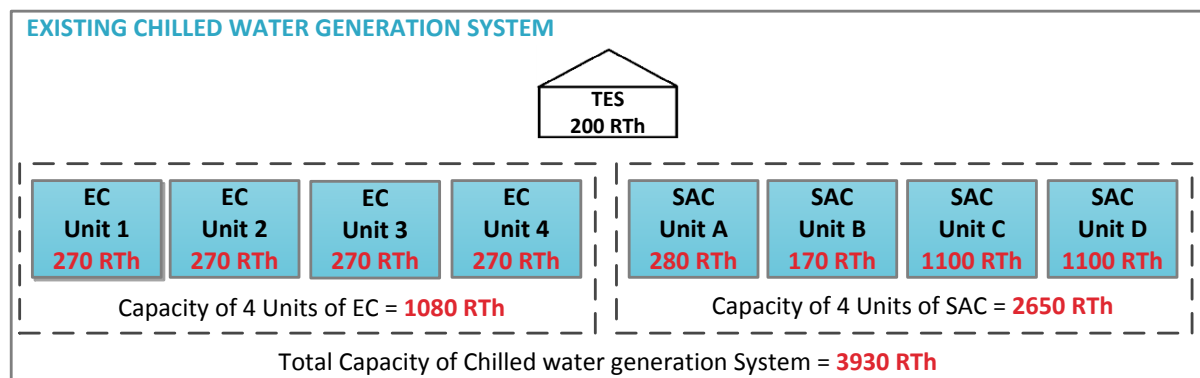 EXISTING CHILLED WATER GENERATION SYSTEM
TES
200 RTh
EC
Unit 1
270 RTh
EC
Unit 2
270 RTh
EC
Unit 3
270 RTh
EC
Unit 4
270 RTh
Capacity of 4 Units of EC = 1080 RTh
SAC
Unit A
280 RTh
SAC
Unit B
170 RTh
SAC
Unit C
1100 RTh
SAC
Unit D
1100 RTh
Capacity of 4 Units of SAC = 2650 RTh
Total Capacity of Chilled water generation System = 3930 RTh